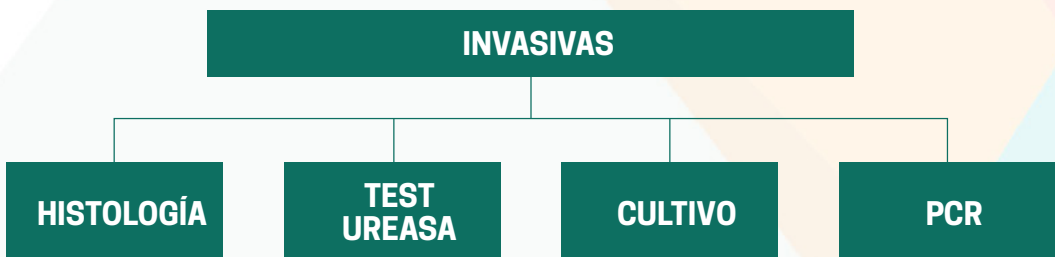 INVASIVAS
HISTOLOGÍA
TEST
UREASA
CULTIVO
PCR